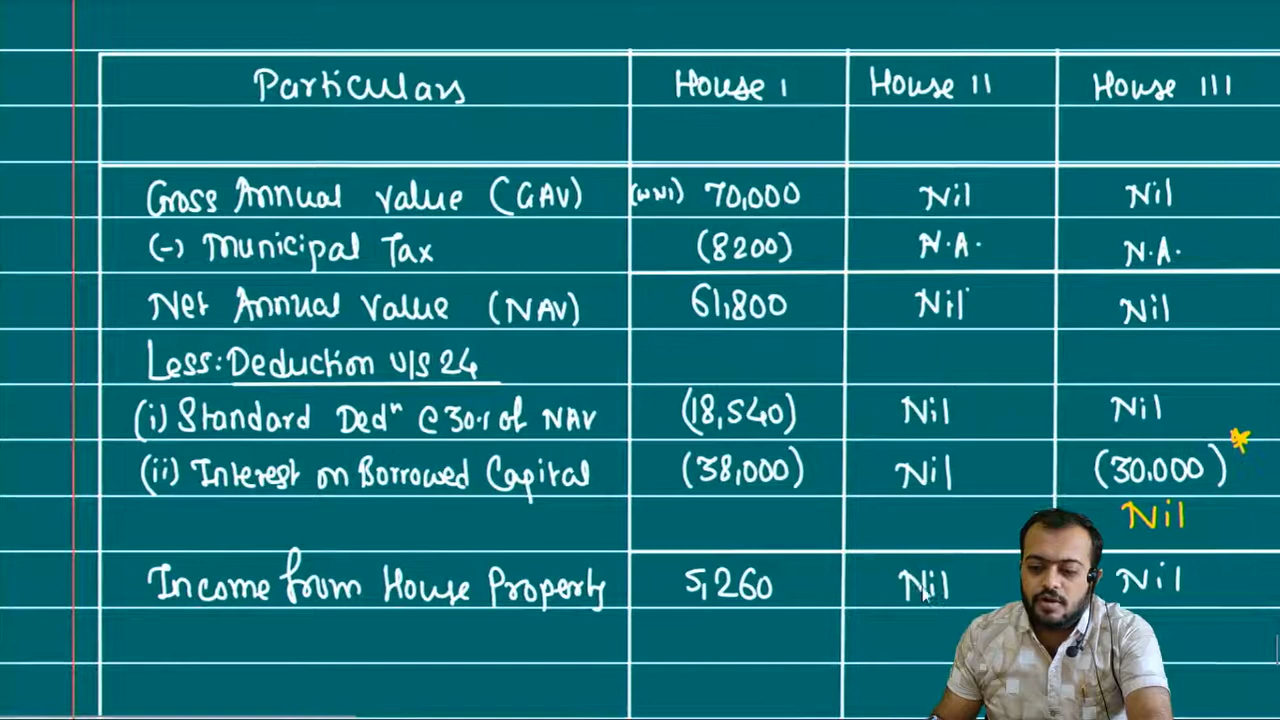 Particulars House I House II House III
Gross Annual value (GAV) (WN1) 70,000 Nil Nil
(-) Municipal Tax (8200) N.A. N.A.
Net Annual Value (NAV) 61,800 Nil Nil
Less: Deduction U/S 24
(i) Standard Dedⁿ @30% of NAV (18,540) Nil Nil
(ii) Interest on Borrowed Capital (38,000) Nil (30,000)*
Nil
Income from House Property 5,260 Nil Nil